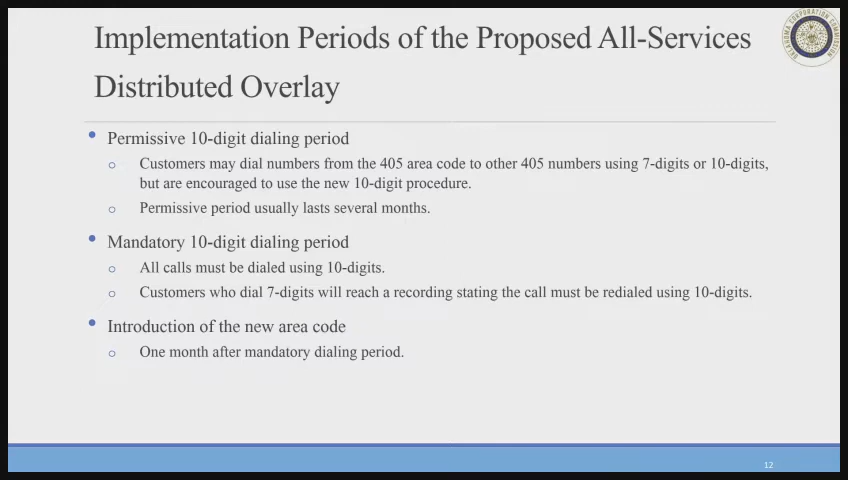 Implementation Periods of the Proposed All-Services
Distributed Overlay
OKLAHOMA CORPORATION COMMISSION
• Permissive 10-digit dialing period
o Customers may dial numbers from the 405 area code to other 405 numbers using 7-digits or 10-digits,
but are encouraged to use the new 10-digit procedure.
o Permissive period usually lasts several months.
• Mandatory 10-digit dialing period
o All calls must be dialed using 10-digits.
o Customers who dial 7-digits will reach a recording stating the call must be redialed using 10-digits.
• Introduction of the new area code
o One month after mandatory dialing period.
12